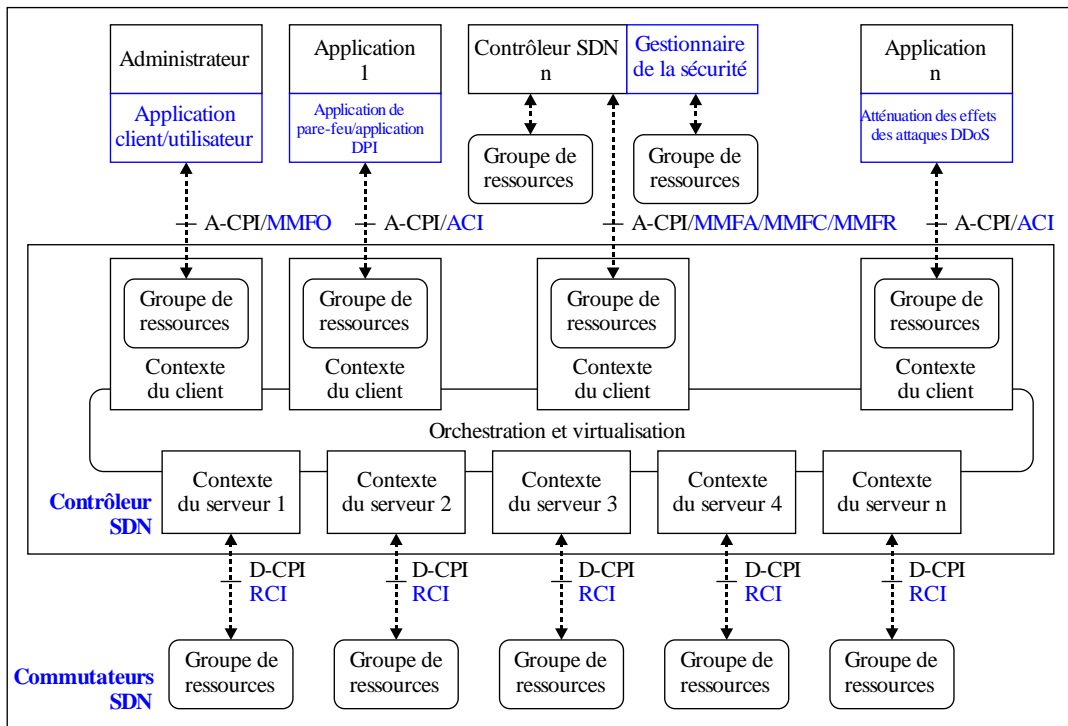 Administrateur
Application
client/utilisateur
Application
1
Application de
pare-feu/application
DPI
Contrôleur SDN
n
Gestionnaire
de la sécurité
Application
n
Atténuation des effets
des attaques DDoS
Groupe de
ressources
Groupe de
ressources
A-CPI/MMFO
A-CPI/ACI
A-CPI/MMFA/MMFC/MMFR
A-CPI/ACI
Groupe de
ressources
Contexte
du client
Groupe de
ressources
Contexte
du client
Groupe de
ressources
Contexte
du client
Groupe de
ressources
Contexte
du client
Orchestration et virtualisation
Contrôleur
SDN
Contexte
du serveur 1
Contexte
du serveur 2
Contexte
du serveur 3
Contexte
du serveur 4
Contexte
du serveur n
D-CPI
RCI
D-CPI
RCI
D-CPI
RCI
D-CPI
RCI
D-CPI
RCI
Commutateurs
SDN
Groupe de
ressources
Groupe de
ressources
Groupe de
ressources
Groupe de
ressources
Groupe de
ressources